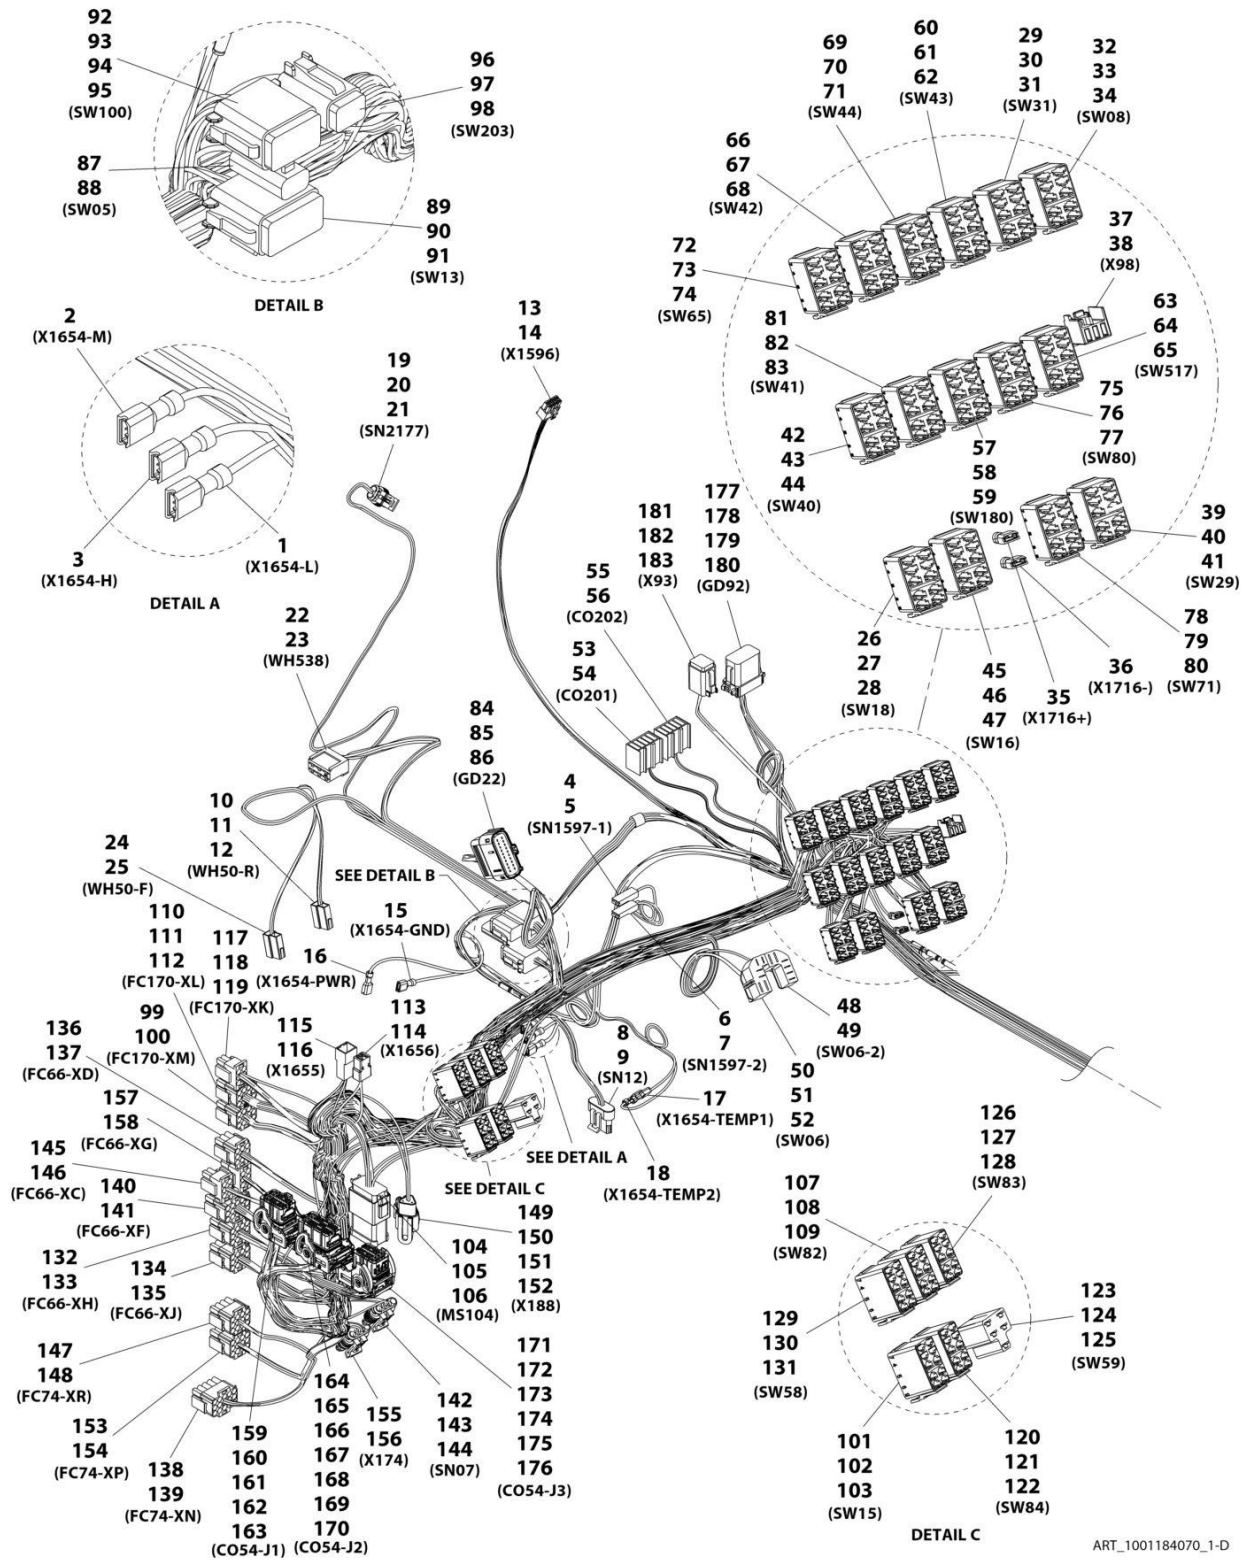 92
93
94
95
(SW100)
96
97
98
(SW203)
87
88
(SW05)
89
90
91
(SW13)
DETAIL B
69
70
71
(SW44)
60
61
62
(SW43)
29
30
31
(SW31)
32
33
34
(SW08)
66
67
68
(SW42)
72
73
74
(SW65)
37
38
(X98)
63
64
65
(SW517)
81
82
83
(SW41)
75
76
77
(SW80)
42
43
44
(SW40)
57
58
59
(SW180)
39
40
41
(SW29)
26
27
28
(SW18)
45
46
47
(SW16)
35
(X1716+)
36
(X1716-)
78
79
80
(SW71)
2
(X1654-M)
3
(X1654-H)
1
(X1654-L)
DETAIL A
13
14
(X1596)
19
20
21
(SN2177)
22
23
(WH538)
181
182
183
(X93)
177
178
179
180
(GD92)
55
56
(CO202)
53
54
(CO201)
84
85
86
(GD22)
4
5
(SN1597-1)
10
11
12
(WH50-R)
24
25
(WH50-F)
SEE DETAIL B
15
(X1654-GND)
16
(X1654-PWR)
110
111
112
(FC170-XL)
117
118
119
(FC170-XK)
99
100
(FC170-XM)
115
116
(X1655)
113
114
(X1656)
136
137
(FC66-XD)
157
158
(FC66-XG)
145
146
(FC66-XC)
140
141
(FC66-XF)
132
133
(FC66-XH)
134
135
(FC66-XJ)
8
9
(SN12)
6
7
(SN1597-2)
48
49
(SW06-2)
50
51
52
(SW06)
17
(X1654-TEMP1)
18
(X1654-TEMP2)
SEE DETAIL A
SEE DETAIL C
104
105
106
(MS104)
149
150
151
152
(X188)
147
148
(FC74-XR)
153
154
(FC74-XP)
138
139
(FC74-XN)
159
160
161
162
163
(CO54-J1)
164
165
166
167
168
169
170
(CO54-J2)
155
156
(X174)
142
143
144
(SN07)
171
172
173
174
175
176
(CO54-J3)
126
127
128
(SW83)
107
108
109
(SW82)
129
130
131
(SW58)
123
124
125
(SW59)
101
102
103
(SW15)
120
121
122
(SW84)
DETAIL C
ART_1001184070_1-D